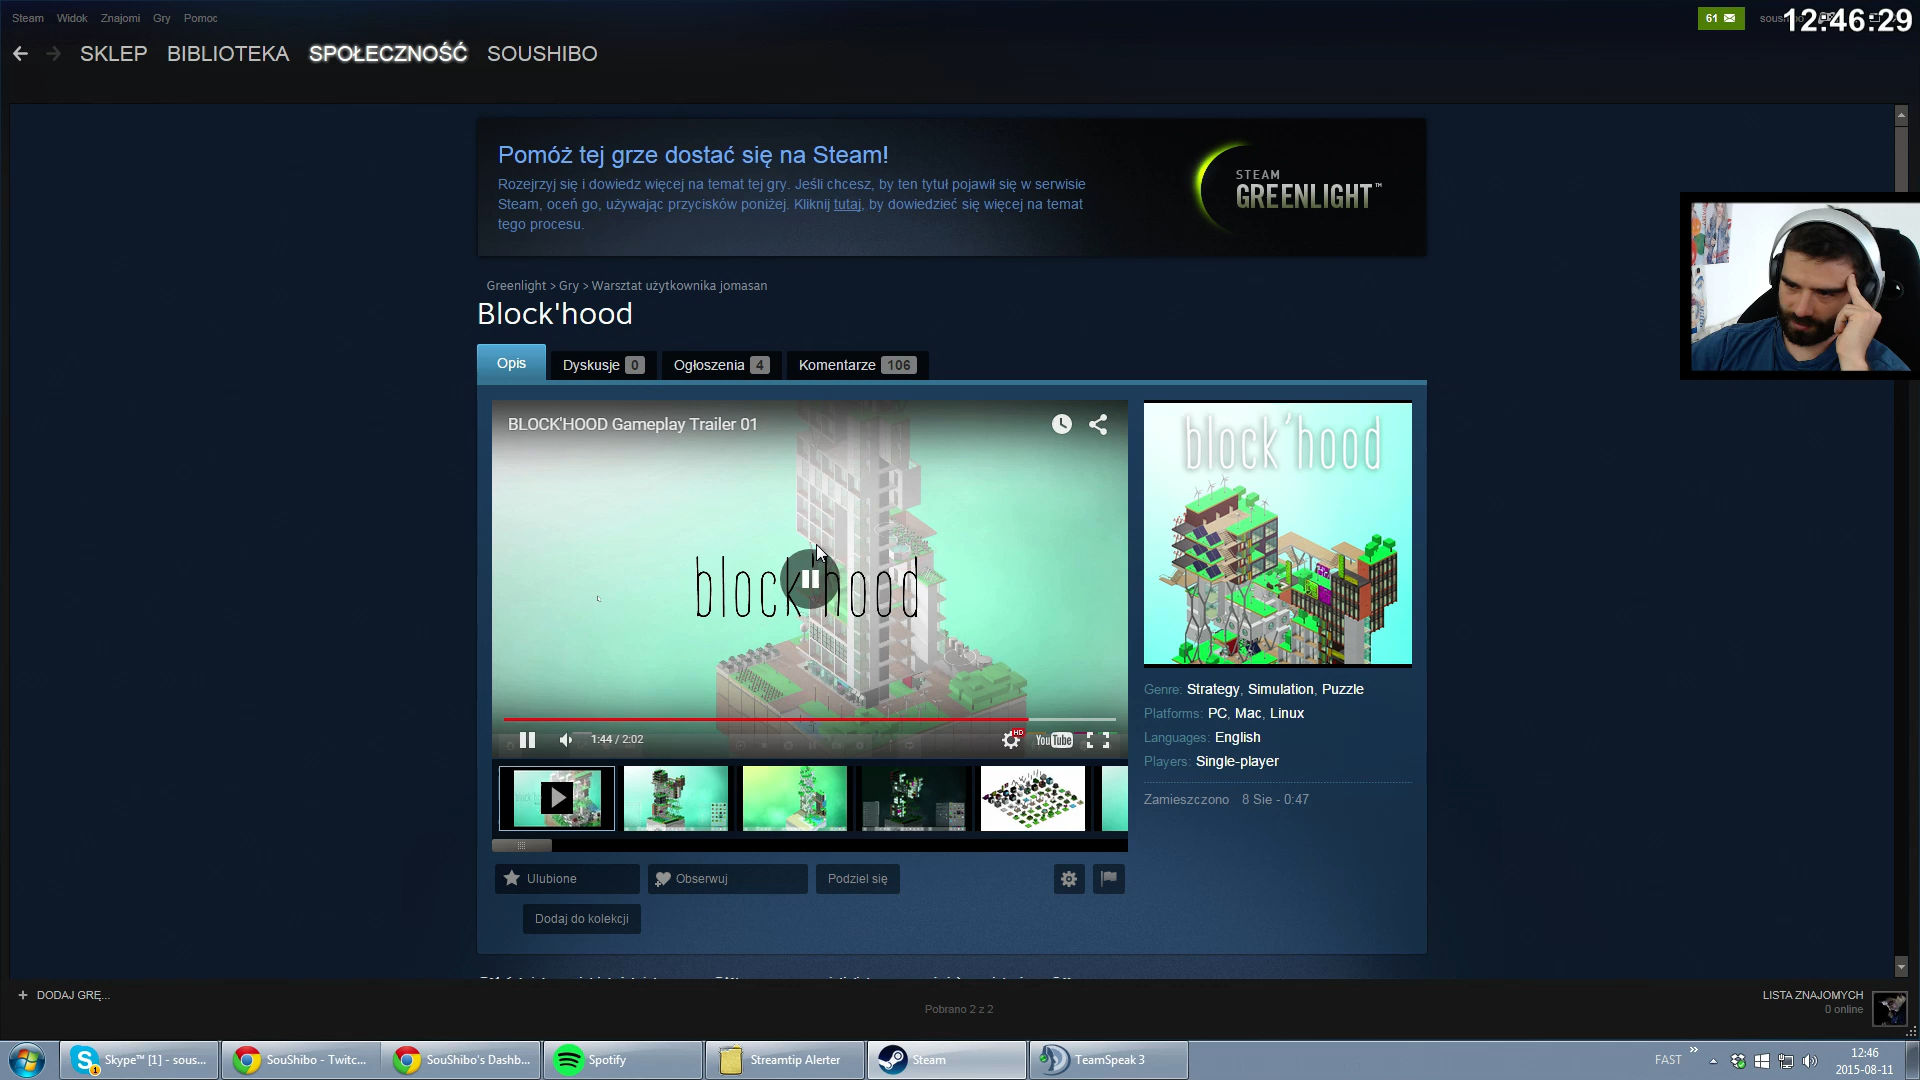 Steam Widok Znajomi Gry Pomoc
61
12:46:29
SKLEP BIBLIOTEKA SPOŁECZNOŚĆ SOUSHIBO
Pomóż tej grze dostać się na Steam!
Rozejrzyj się i dowiedz więcej na temat tej gry. Jeśli chcesz, by ten tytuł pojawił się w serwisie
Steam, oceń go, używając przycisków poniżej. Kliknij tutaj, by dowiedzieć się więcej na temat
tego procesu.
STEAM
GREENLIGHT™
Greenlight > Gry > Warsztat użytkownika jomasan
Block'hood
Opis Dyskusje 0 Ogłoszenia 4 Komentarze 106
BLOCK'HOOD Gameplay Trailer 01
block'hood
block'hood
1:44 / 2:02
HD
YouTube
Genre: Strategy, Simulation, Puzzle
Platforms: PC, Mac, Linux
Languages: English
Players: Single-player
Zamieszczono 8 Sie - 0:47
Ulubione Obserwuj Podziel się
Dodaj do kolekcji
+ DODAJ GRĘ...
Pobrano 2 z 2
LISTA ZNAJOMYCH
0 online
Skype™ [1] - sous...
SouShibo - Twitc...
SouShibo's Dashb...
Spotify
Streamtip Alerter
Steam
TeamSpeak 3
FAST
12:46
2015-08-11